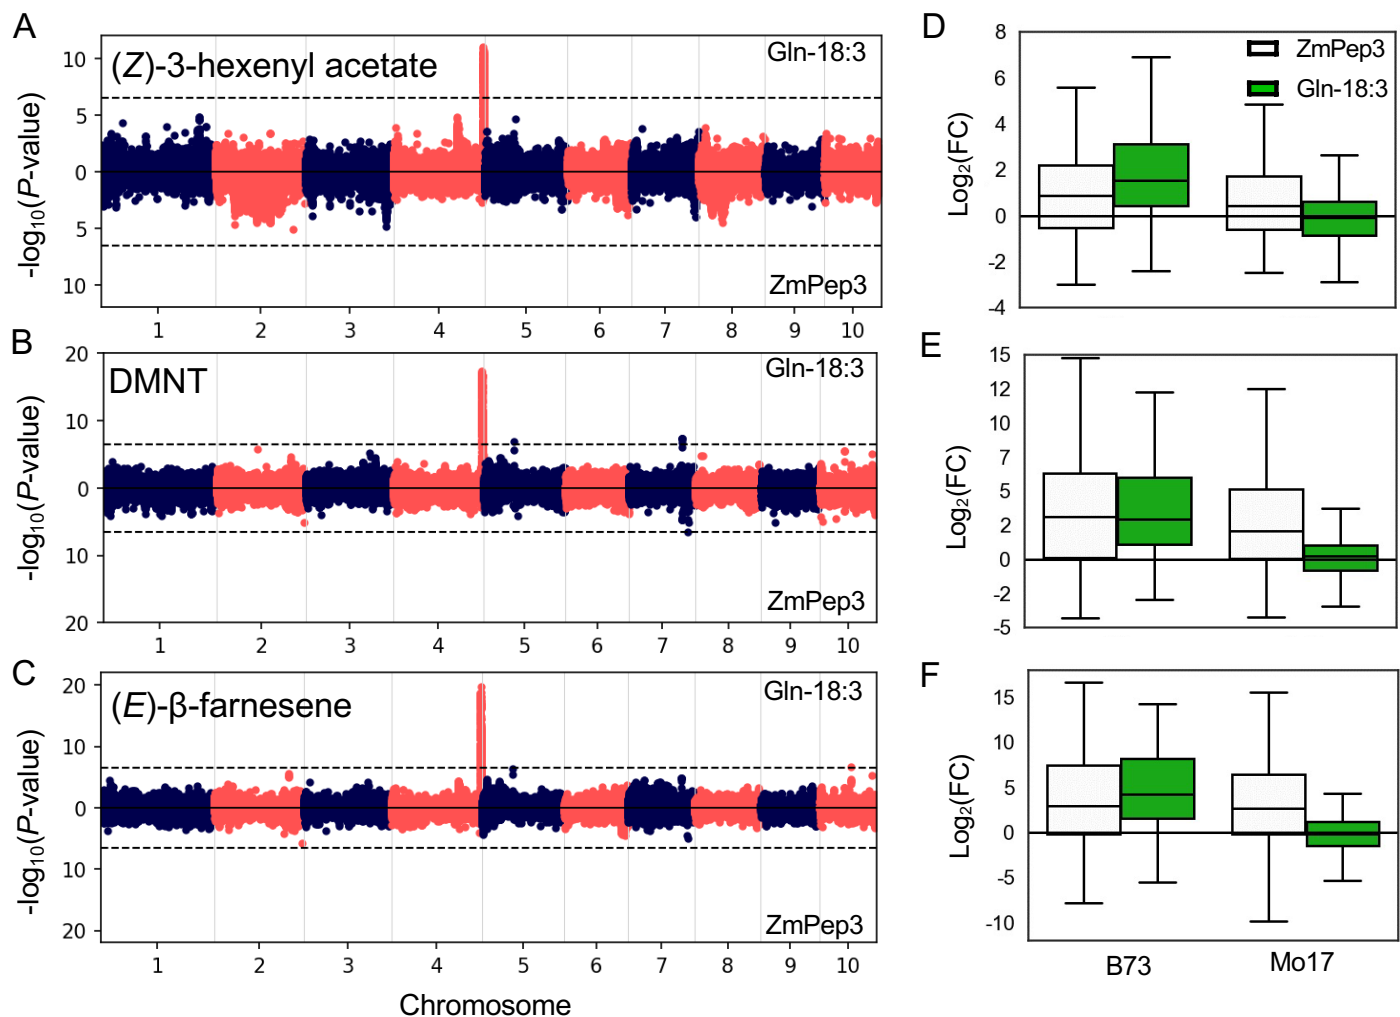 A
(Z)-3-hexenyl acetate
Gln-18:3
10
5
0
5
10
-log10(P-value)
ZmPep3
1 2 3 4 5 6 7 8 9 10
B
DMNT
Gln-18:3
20
10
0
10
20
-log10(P-value)
ZmPep3
1 2 3 4 5 6 7 8 9 10
C
(E)-β-farnesene
Gln-18:3
20
10
0
10
20
-log10(P-value)
ZmPep3
1 2 3 4 5 6 7 8 9 10
Chromosome
D
8
6
4
2
0
-2
-4
Log2(FC)
ZmPep3
Gln-18:3
E
15
12
10
7
5
2
0
-2
-5
Log2(FC)
F
15
10
5
0
-5
-10
Log2(FC)
B73 Mo17